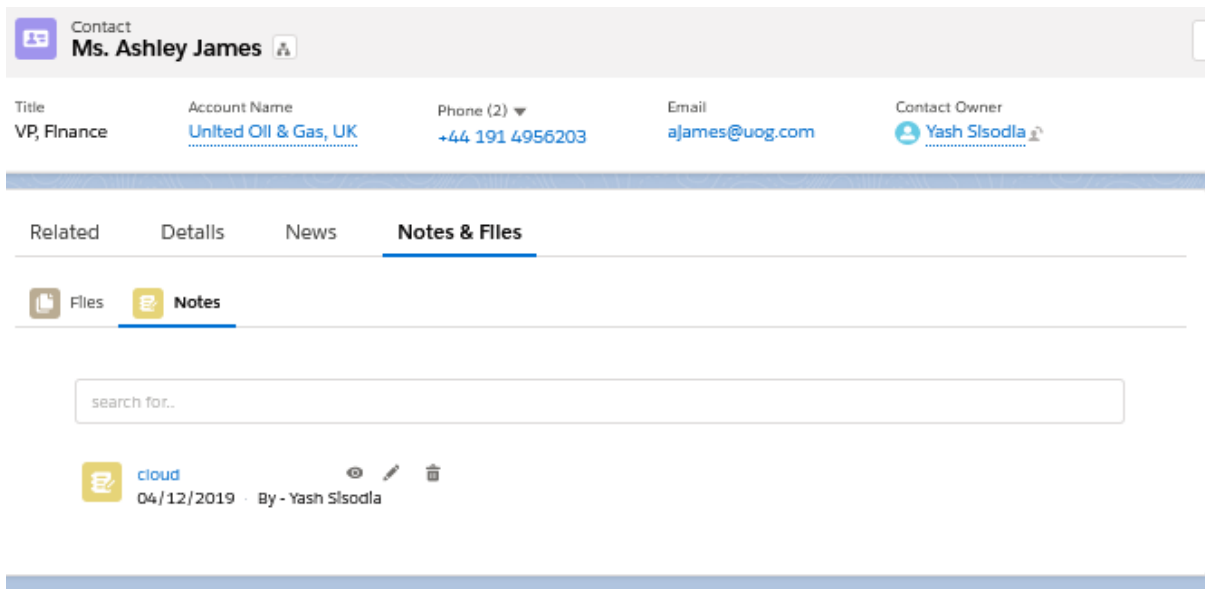 Contact
Ms. Ashley James
Title
Account Name
Phone (2)
Email
Contact Owner
VP, Finance
United Oil & Gas, UK
+44 191 4956203
ajames@uog.com
Yash Sisodia
Related Details News Notes & Files
Files Notes
search for..
cloud
04/12/2019 · By - Yash Sisodia